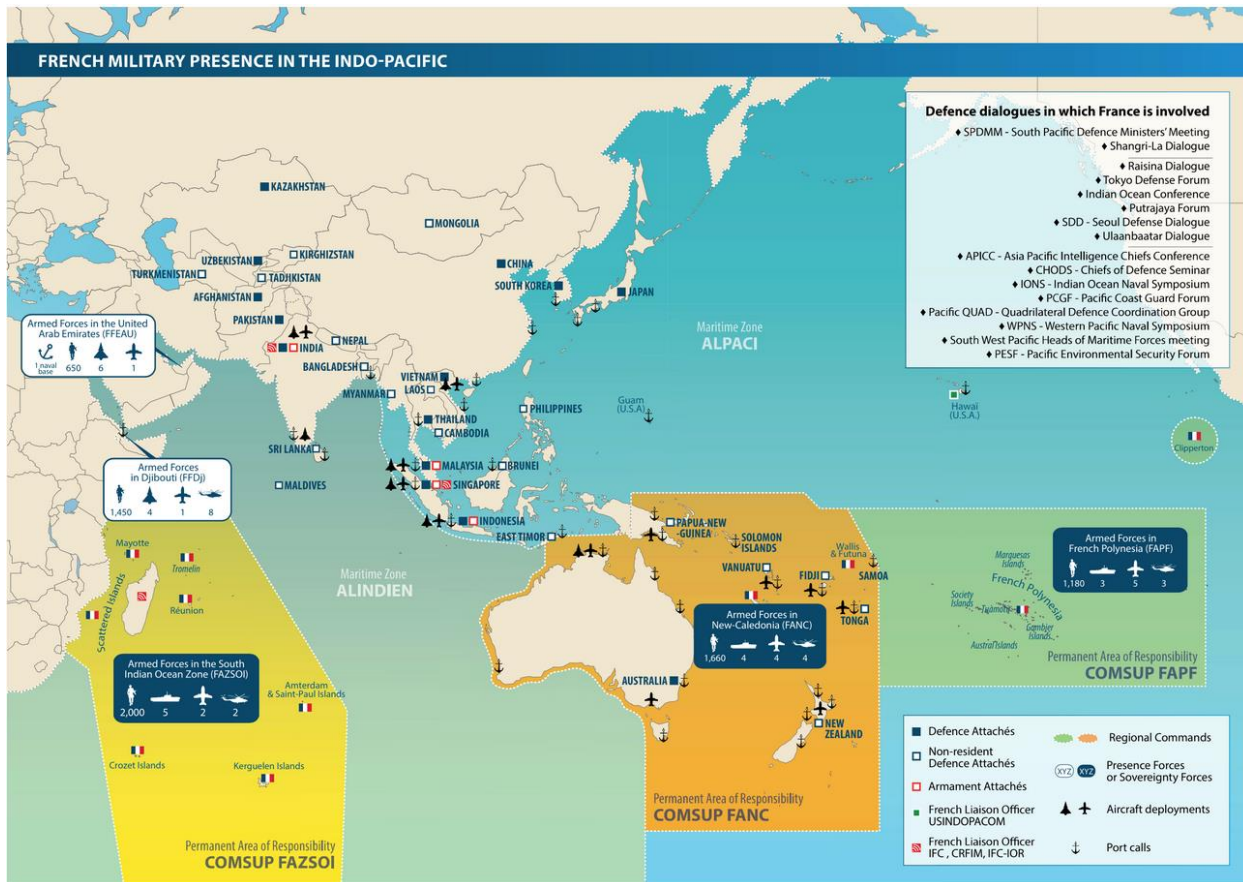 FRENCH MILITARY PRESENCE IN THE INDO-PACIFIC
Defence dialogues in which France is involved
♦ SPDMM - South Pacific Defence Ministers' Meeting
♦ Shangri-La Dialogue
♦ Raisina Dialogue
♦ Tokyo Defense Forum
♦ Indian Ocean Conference
♦ Putrajaya Forum
♦ SDD - Seoul Defense Dialogue
♦ Ulaanbaatar Dialogue
♦ APICC - Asia Pacific Intelligence Chiefs Conference
♦ CHODS - Chiefs of Defence Seminar
♦ IONS - Indian Ocean Naval Symposium
♦ PCGF - Pacific Coast Guard Forum
♦ Pacific QUAD - Quadrilateral Defence Coordination Group
♦ WPNS - Western Pacific Naval Symposium
♦ South West Pacific Heads of Maritime Forces meeting
♦ PESF - Pacific Environmental Security Forum
KAZAKHSTAN
MONGOLIA
KIRGHIZSTAN
UZBEKISTAN
TURKMENISTAN
TADJIKISTAN
CHINA
SOUTH KOREA
JAPAN
AFGHANISTAN
PAKISTAN
Armed Forces in the United
Arab Emirates (FFEAU)
1 naval
base
650 6 1
INDIA
NEPAL
BANGLADESH
MYANMAR
VIETNAM
LAOS
THAILAND
CAMBODIA
PHILIPPINES
Maritime Zone
ALPACI
Guam
(U.S.A)
Hawaï
(U.S.A.)
Clipperton
SRI LANKA
MALDIVES
MALAYSIA
BRUNEI
SINGAPORE
INDONESIA
EAST TIMOR
Armed Forces
in Djibouti (FFDj)
1,450 4 1 8
Mayotte
Tromelin
Réunion
Scattered Islands
Maritime Zone
ALINDIEN
PAPUA-NEW
-GUINEA
SOLOMON
ISLANDS
Wallis
& Futuna
SAMOA
VANUATU
FIDJI
TONGA
Armed Forces in
New-Caledonia (FANC)
1,660 4 4 4
Armed Forces in
French Polynesia (FAPF)
1,180 3 5 3
Marquesas
Islands
French Polynesia
Society
Islands
Tuamotu
Gambier
Islands
Austral Islands
Permanent Area of Responsibility
COMSUP FAPF
Armed Forces in the South
Indian Ocean Zone (FAZSOI)
2,000 5 2 2
Amsterdam
& Saint-Paul Islands
Crozet Islands
Kerguelen Islands
Permanent Area of Responsibility
COMSUP FAZSOI
AUSTRALIA
NEW
ZEALAND
Permanent Area of Responsibility
COMSUP FANC
Defence Attachés
Non-resident
Defence Attachés
Armament Attachés
French Liaison Officer
USINDOPACOM
French Liaison Officer
IFC , CRFIM, IFC-IOR
Regional Commands
XYZ XYZ Presence Forces
or Sovereignty Forces
Aircraft deployments
Port calls